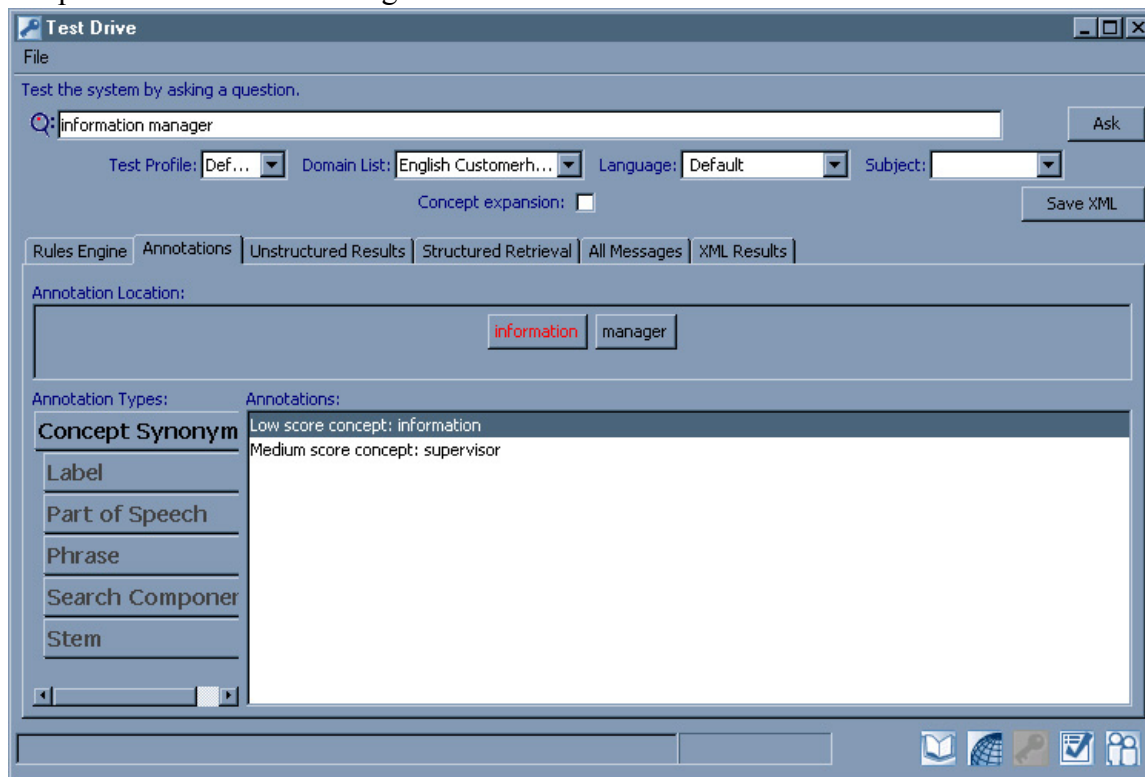 Test Drive
File
Test the system by asking a question.
Q: information manager Ask
Test Profile: Def... Domain List: English Customerh... Language: Default Subject:
Concept expansion: Save XML
Rules Engine Annotations Unstructured Results Structured Retrieval All Messages XML Results
Annotation Location:
information manager
Annotation Types: Annotations:
Concept Synonym Low score concept: information
Medium score concept: supervisor
Label
Part of Speech
Phrase
Search Componen
Stem